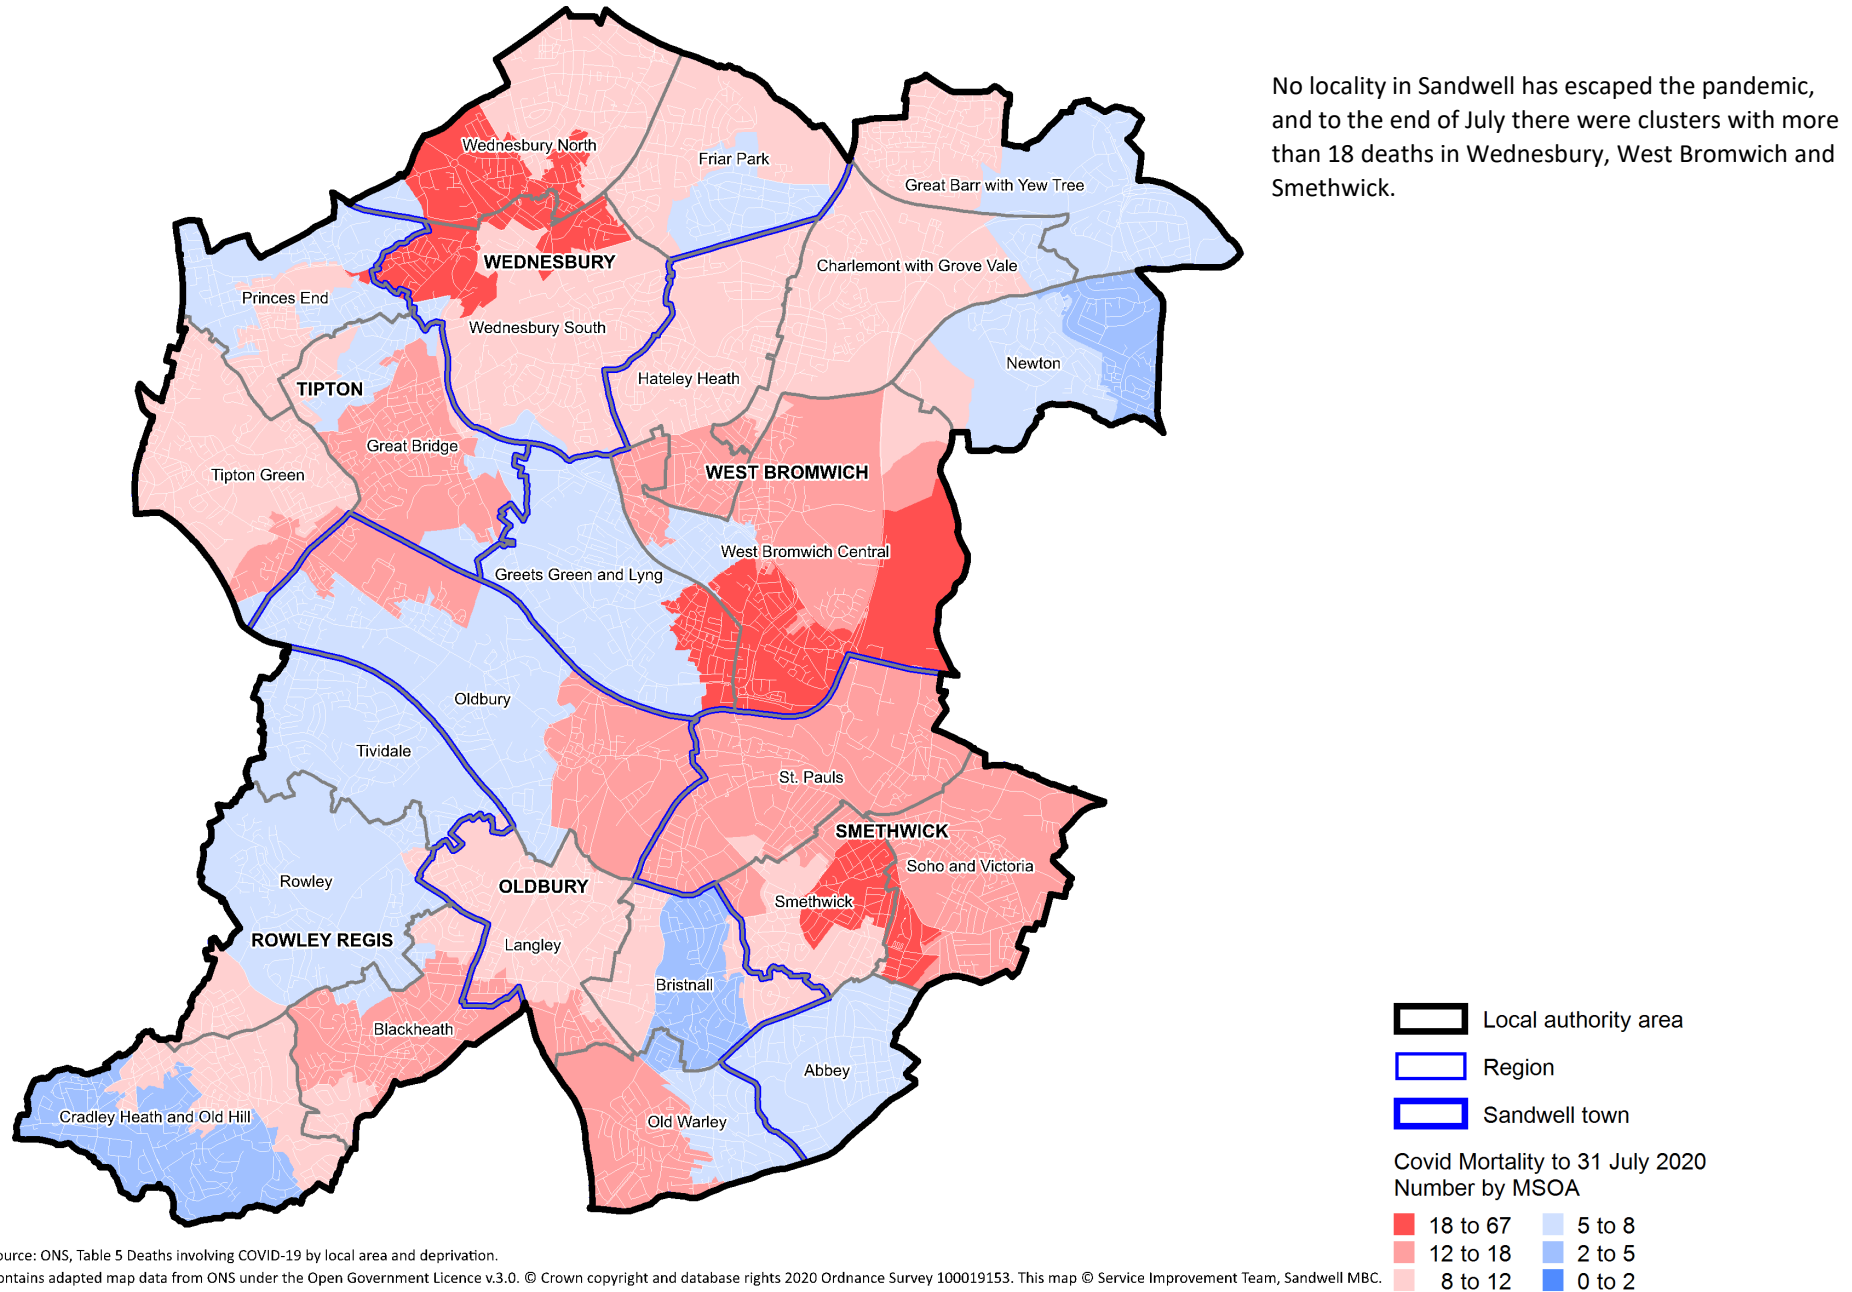 No locality in Sandwell has escaped the pandemic,
and to the end of July there were clusters with more
than 18 deaths in Wednesbury, West Bromwich and
Smethwick.
Wednesbury North
Friar Park
Great Barr with Yew Tree
WEDNESBURY
Charlemont with Grove Vale
Princes End
Wednesbury South
Newton
Hateley Heath
TIPTON
Great Bridge
Tipton Green
WEST BROMWICH
West Bromwich Central
Greets Green and Lyng
Oldbury
Tividale
St. Pauls
SMETHWICK
Soho and Victoria
Rowley
OLDBURY
Smethwick
ROWLEY REGIS
Langley
Bristnall
Blackheath
Abbey
Cradley Heath and Old Hill
Old Warley
Local authority area
Region
Sandwell town
Covid Mortality to 31 July 2020
Number by MSOA
18 to 67 5 to 8
12 to 18 2 to 5
8 to 12 0 to 2
ource: ONS, Table 5 Deaths involving COVID-19 by local area and deprivation.
ontains adapted map data from ONS under the Open Government Licence v.3.0. © Crown copyright and database rights 2020 Ordnance Survey 100019153. This map © Service Improvement Team, Sandwell MBC.